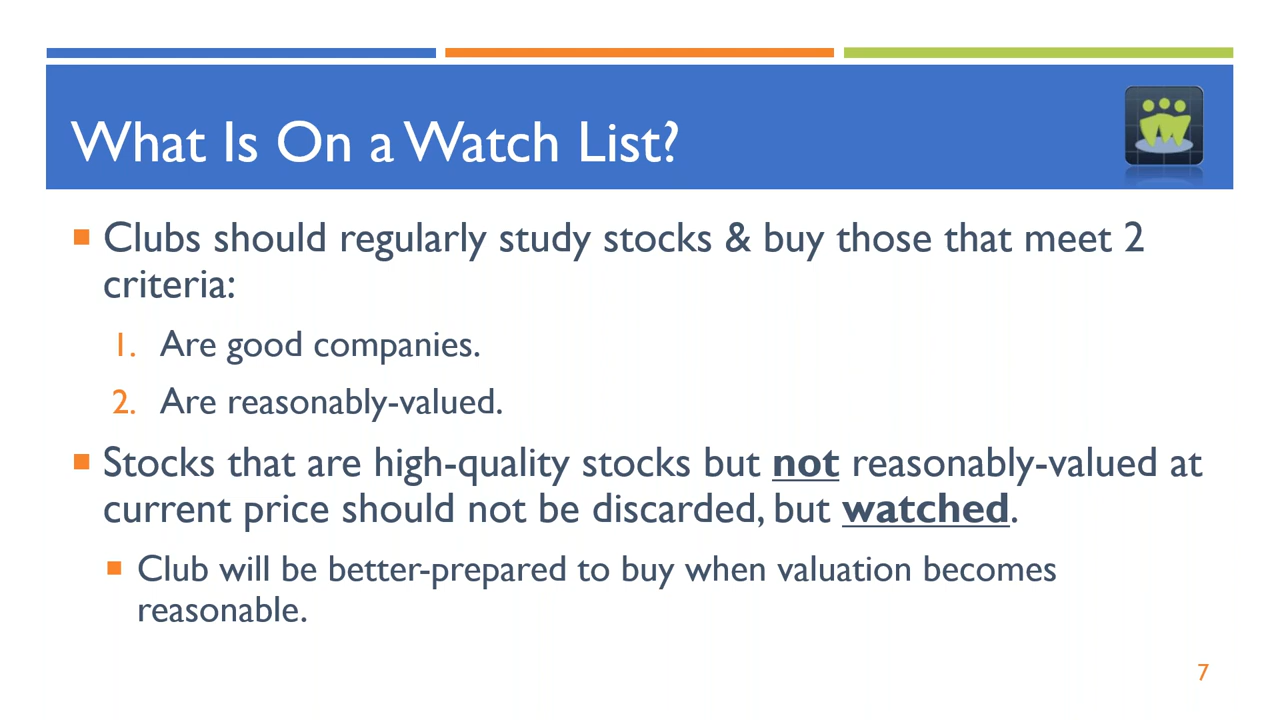 What Is On a Watch List?
Clubs should regularly study stocks & buy those that meet 2
criteria:
1. Are good companies.
2. Are reasonably-valued.
Stocks that are high-quality stocks but not reasonably-valued at
current price should not be discarded, but watched.
Club will be better-prepared to buy when valuation becomes
reasonable.
7